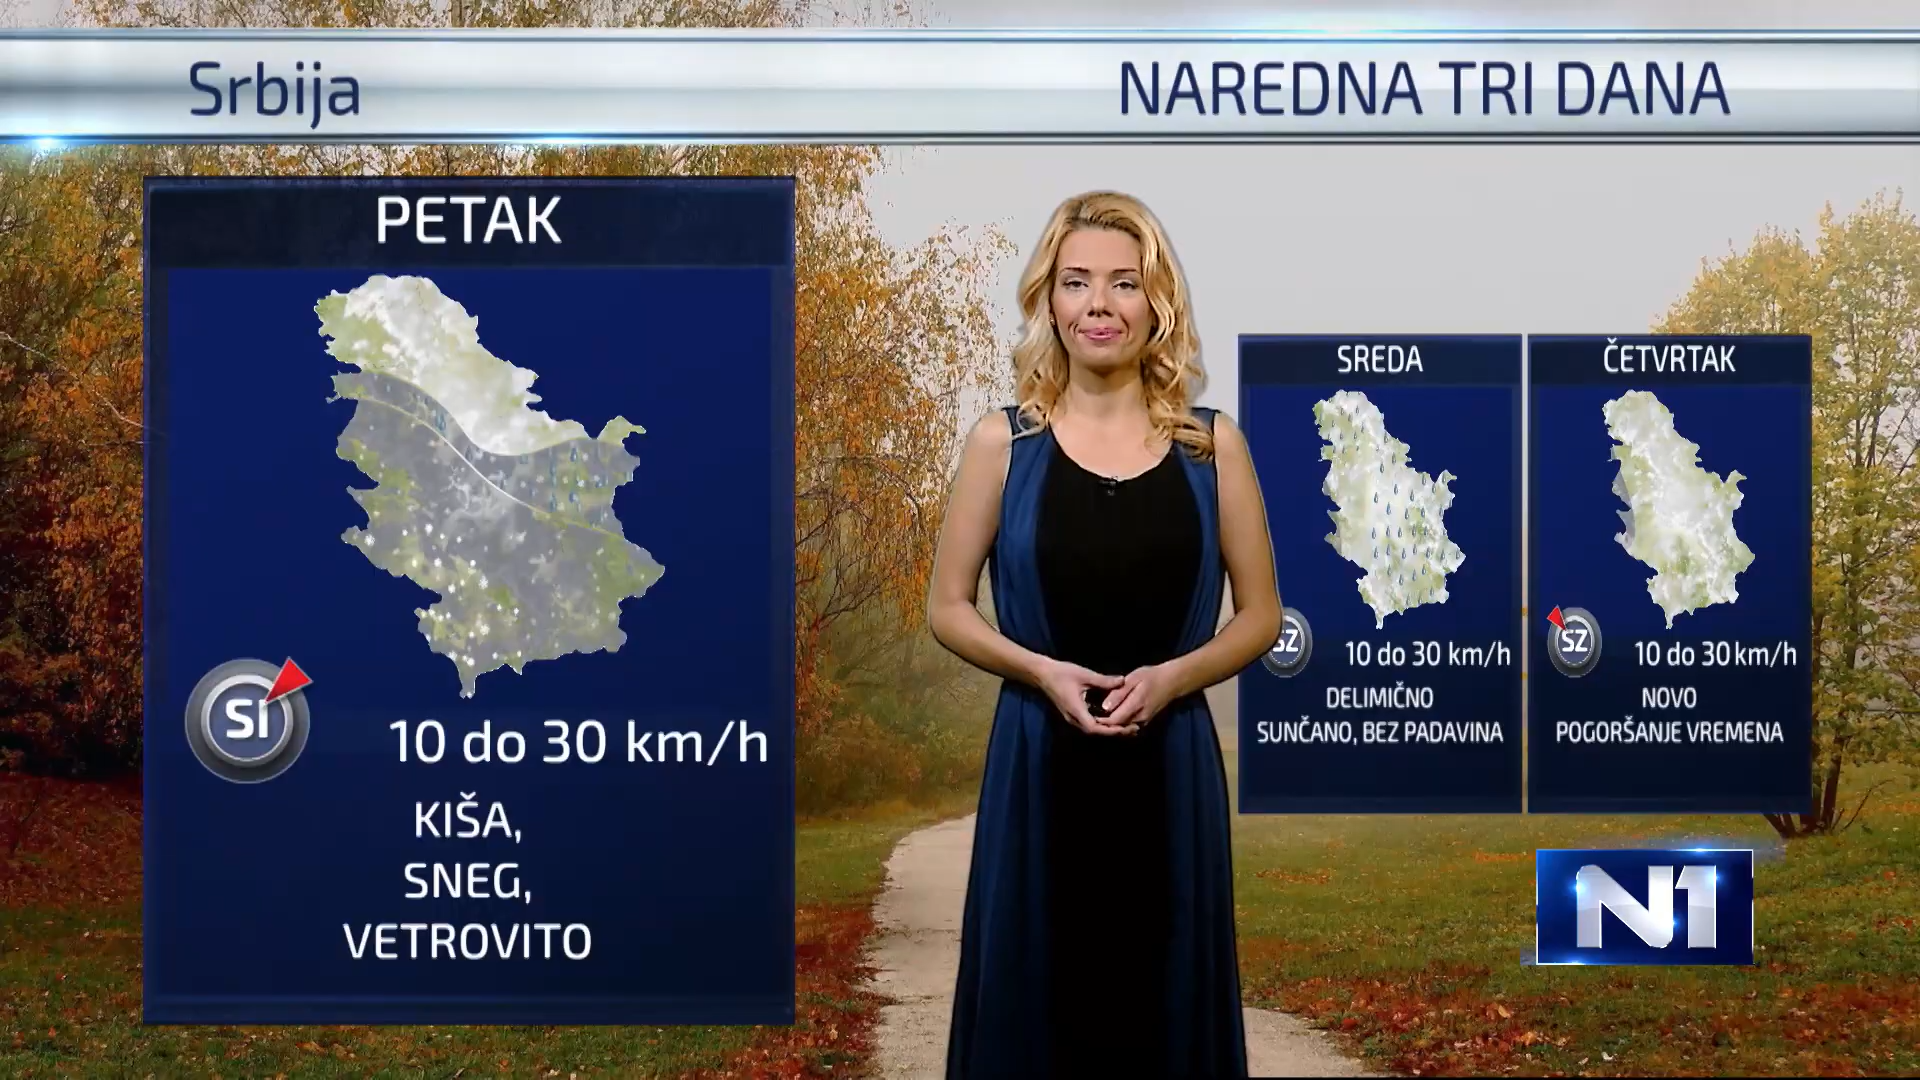 Srbija
NAREDNA TRI DANA
PETAK
SI
10 do 30 km/h
KIŠA,
SNEG,
VETROVITO
SREDA
SZ
10 do 30 km/h
DELIMIČNO
SUNČANO, BEZ PADAVINA
ČETVRTAK
SZ
10 do 30 km/h
NOVO
POGORŠANJE VREMENA
N1